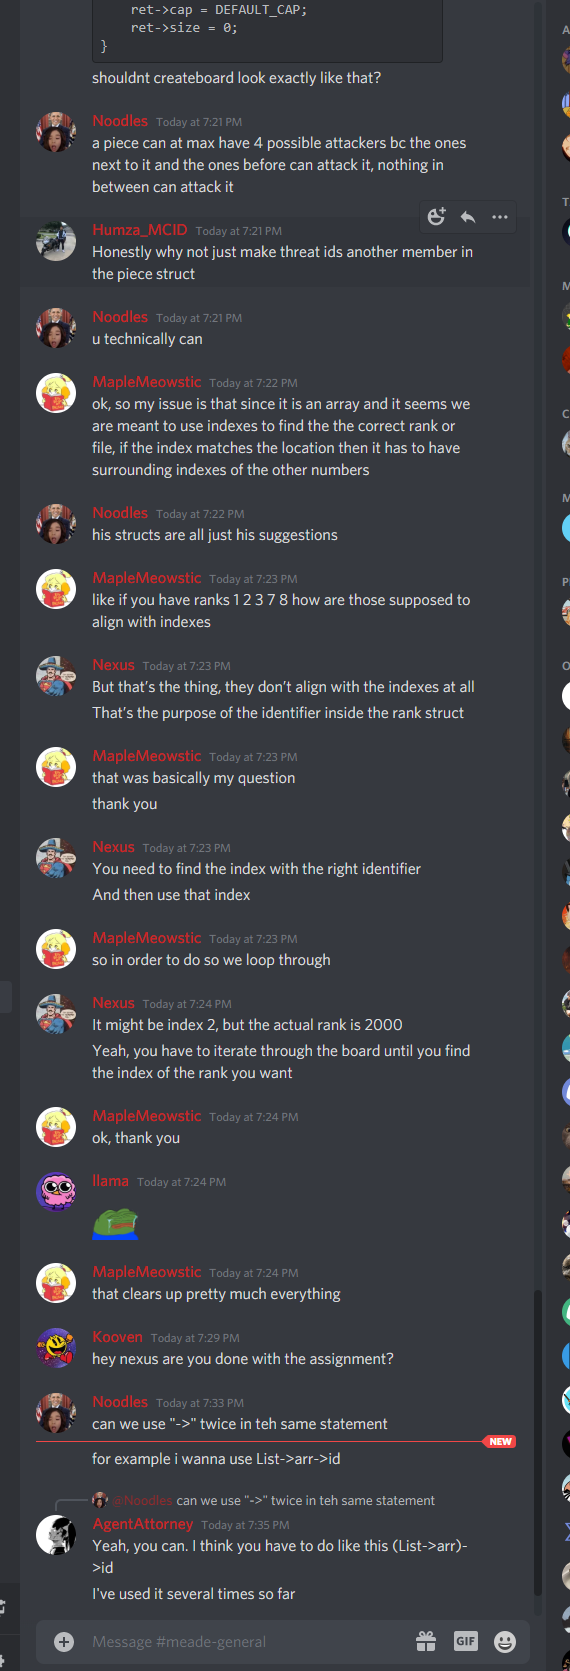 ret->cap = DEFAULT_CAP;
ret->size = 0;
}
shouldnt createboard look exactly like that?
Noodles Today at 7:21 PM
a piece can at max have 4 possible attackers bc the ones
next to it and the ones before can attack it, nothing in
between can attack it
Humza_MCID Today at 7:21 PM
Honestly why not just make threat ids another member in
the piece struct
Noodles Today at 7:21 PM
u technically can
MapleMeowstic Today at 7:22 PM
ok, so my issue is that since it is an array and it seems we
are meant to use indexes to find the the correct rank or
file, if the index matches the location then it has to have
surrounding indexes of the other numbers
Noodles Today at 7:22 PM
his structs are all just his suggestions
MapleMeowstic Today at 7:23 PM
like if you have ranks 1 2 3 7 8 how are those supposed to
align with indexes
Nexus Today at 7:23 PM
But that's the thing, they don't align with the indexes at all
That's the purpose of the identifier inside the rank struct
MapleMeowstic Today at 7:23 PM
that was basically my question
thank you
Nexus Today at 7:23 PM
You need to find the index with the right identifier
And then use that index
MapleMeowstic Today at 7:23 PM
so in order to do so we loop through
Nexus Today at 7:24 PM
It might be index 2, but the actual rank is 2000
Yeah, you have to iterate through the board until you find
the index of the rank you want
MapleMeowstic Today at 7:24 PM
ok, thank you
llama Today at 7:24 PM
MapleMeowstic Today at 7:24 PM
that clears up pretty much everything
Kooven Today at 7:29 PM
hey nexus are you done with the assignment?
Noodles Today at 7:33 PM
can we use "->" twice in teh same statement
NEW
for example i wanna use List->arr->id
@Noodles can we use "->" twice in teh same statement
AgentAttorney Today at 7:35 PM
Yeah, you can. I think you have to do like this (List->arr)-
>id
I've used it several times so far
Message #meade-general
GIF